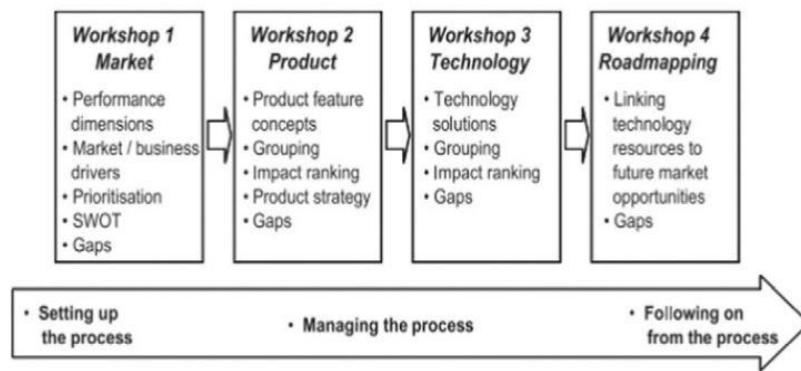 Workshop 1
Market
• Performance
dimensions
• Market / business
drivers
• Prioritisation
• SWOT
• Gaps
Workshop 2
Product
• Product feature
concepts
• Grouping
• Impact ranking
• Product strategy
• Gaps
Workshop 3
Technology
• Technology
solutions
• Grouping
• Impact ranking
• Gaps
Workshop 4
Roadmapping
• Linking
technology
resources to
future market
opportunities
• Gaps
• Setting up
the process
• Managing the process
• Following on
from the process